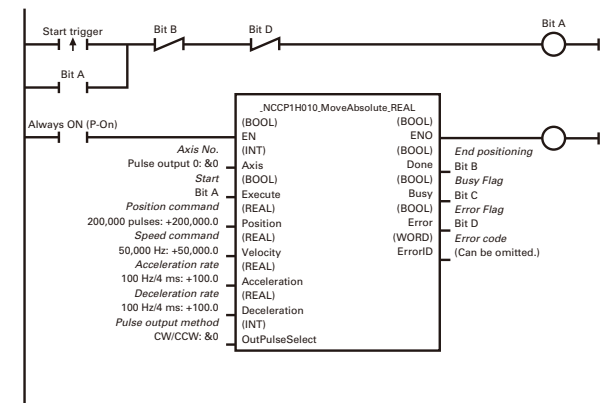 Start trigger
Bit B
Bit D
Bit A
Bit A
Always ON (P-On)
_NCCP1H010_MoveAbsolute_REAL
(BOOL)
EN
(BOOL)
ENO
Axis No.
Pulse output 0: &0
(INT)
Axis
(BOOL)
Done
End positioning
Bit B
Start
Bit A
(BOOL)
Execute
(BOOL)
Busy
Busy Flag
Bit C
Position command
200,000 pulses: +200,000.0
(REAL)
Position
(BOOL)
Error
Error Flag
Bit D
Speed command
50,000 Hz: +50,000.0
(REAL)
Velocity
(WORD)
ErrorID
Error code
(Can be omitted.)
Acceleration rate
100 Hz/4 ms: +100.0
(REAL)
Acceleration
Deceleration rate
100 Hz/4 ms: +100.0
(REAL)
Deceleration
Pulse output method
CW/CCW: &0
(INT)
OutPulseSelect